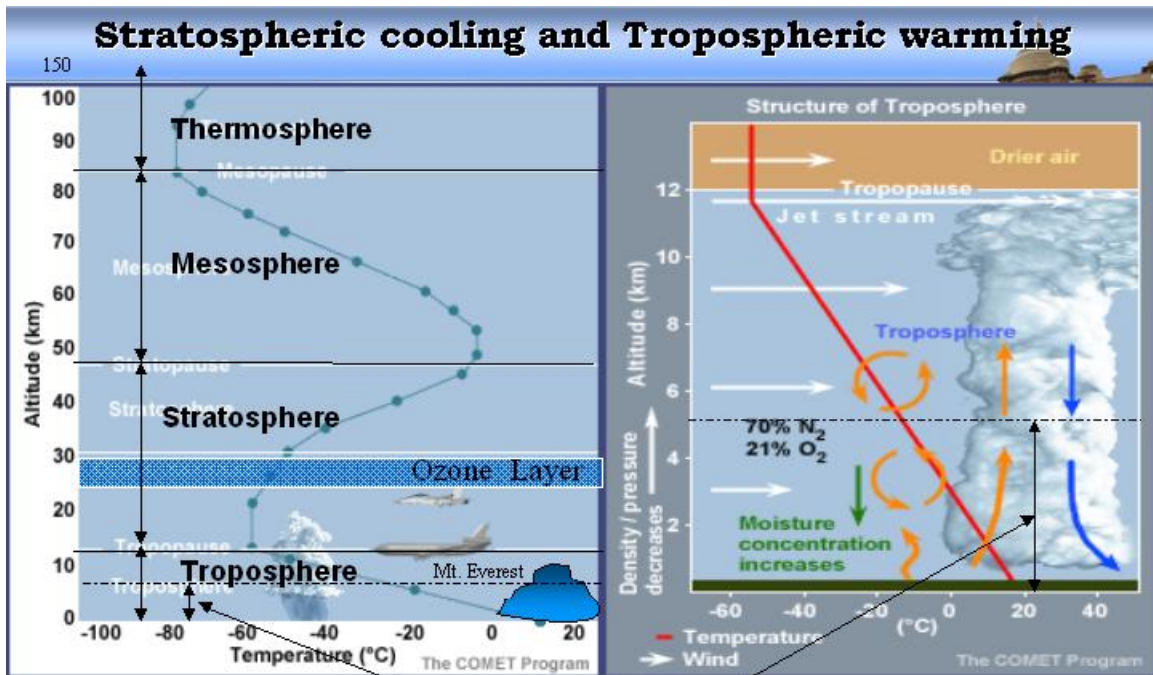 Stratospheric cooling and Tropospheric warming
150
100
90
80
70
60
50
40
30
20
10
0
Altitude (km)
Thermosphere
Mesopause
Mesosphere
Mesosphere
Stratopause
Stratosphere
Stratosphere
Ozone Layer
Tropopause
Troposphere
Troposphere
Mt. Everest
-100 -80 -60 -40 -20 0 20
Temperature (°C)
The COMET Program
Structure of Troposphere
Drier air
12
Tropopause
Jet stream
10
8
6
4
2
Altitude (km)
Density / pressure
decreases
Troposphere
70% N2
21% O2
Moisture
concentration
increases
-60 -40 -20 0 20 40
(°C)
Temperature
Wind
The COMET Program